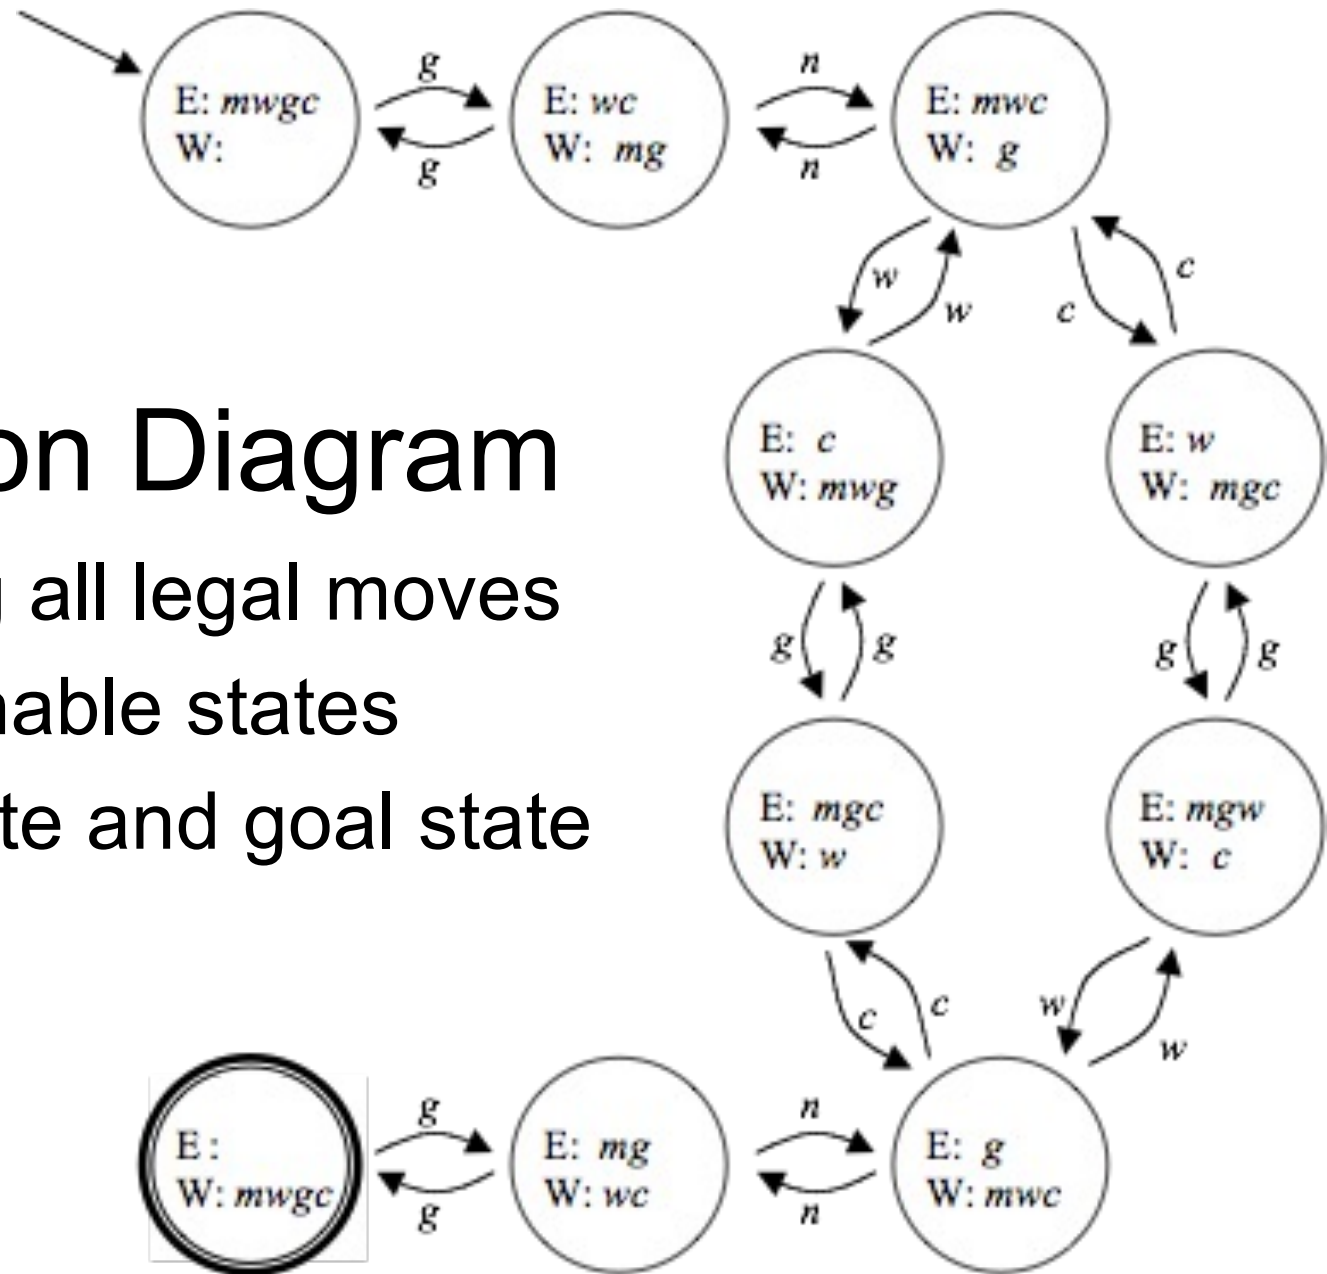 E: mwgc
W:
g
g
E: wc
W: mg
n
n
E: mwc
W: g
w
w
c
c
on Diagram
all legal moves
able states
te and goal state
E: c
W: mwg
E: w
W: mgc
g
g
g
g
E: mgc
W: w
E: mgw
W: c
c
c
w
w
E :
W: mwgc
g
g
E: mg
W: wc
n
n
E: g
W: mwc